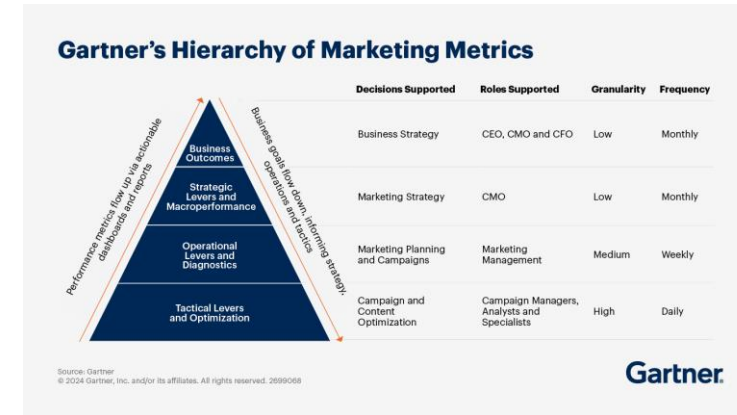 Gartner's Hierarchy of Marketing Metrics
Decisions Supported Roles Supported Granularity Frequency
Performance metrics flow up via actionable
dashboards and reports
Business goals flow down, informing strategy,
operations and tactics
Business
Outcomes
Business Strategy CEO, CMO and CFO Low Monthly
Strategic
Levers and
Macroperformance
Marketing Strategy CMO Low Monthly
Operational
Levers and
Diagnostics
Marketing Planning
and Campaigns
Marketing
Management
Medium Weekly
Tactical Levers
and Optimization
Campaign and
Content
Optimization
Campaign Managers,
Analysts and
Specialists
High Daily
Source: Gartner
© 2024 Gartner, Inc. and/or its affiliates. All rights reserved. 2699068
Gartner.